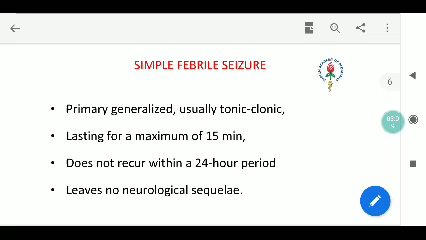 SIMPLE FEBRILE SEIZURE
6
• Primary generalized, usually tonic-clonic,
• Lasting for a maximum of 15 min,
• Does not recur within a 24-hour period
• Leaves no neurological sequelae.